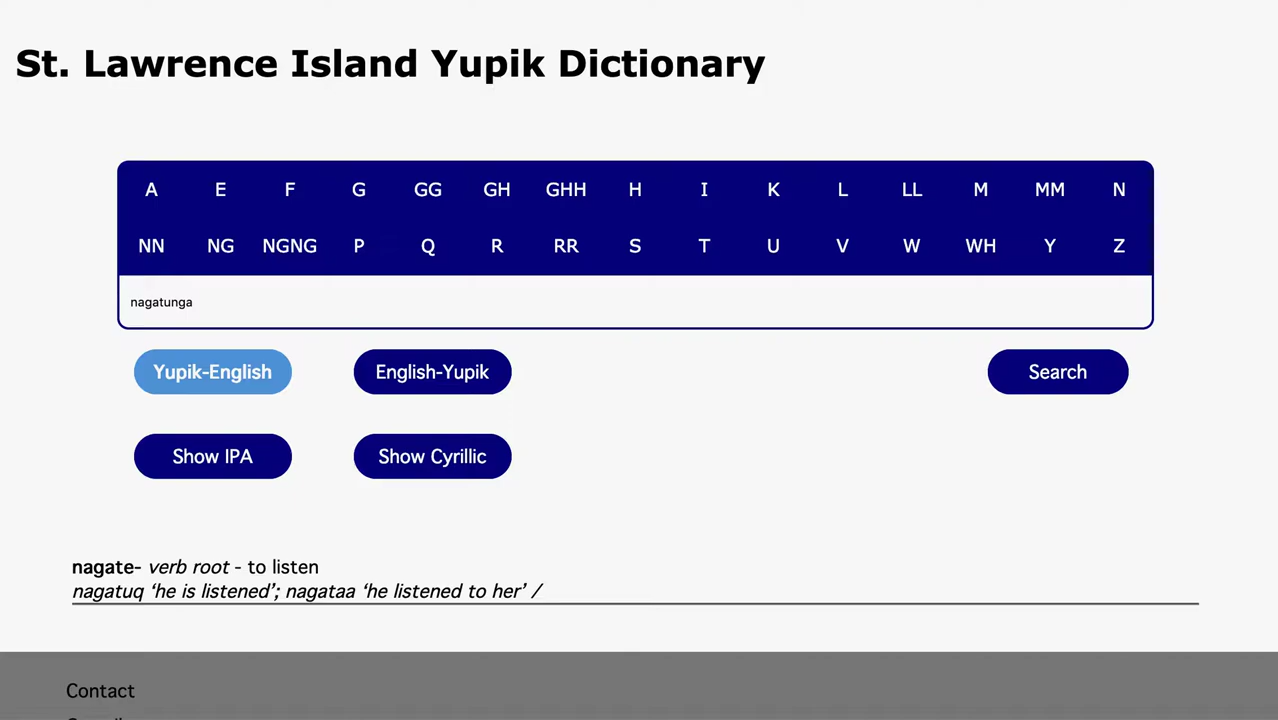 St. Lawrence Island Yupik Dictionary
A E F G GG GH GHH H I K L LL M MM N
NN NG NGNG P Q R RR S T U V W WH Y Z
nagatunga
Yupik-English English-Yupik Search
Show IPA Show Cyrillic
nagate- verb root - to listen
nagatuq ‘he is listened’; nagataa ‘he listened to her’ /
Contact